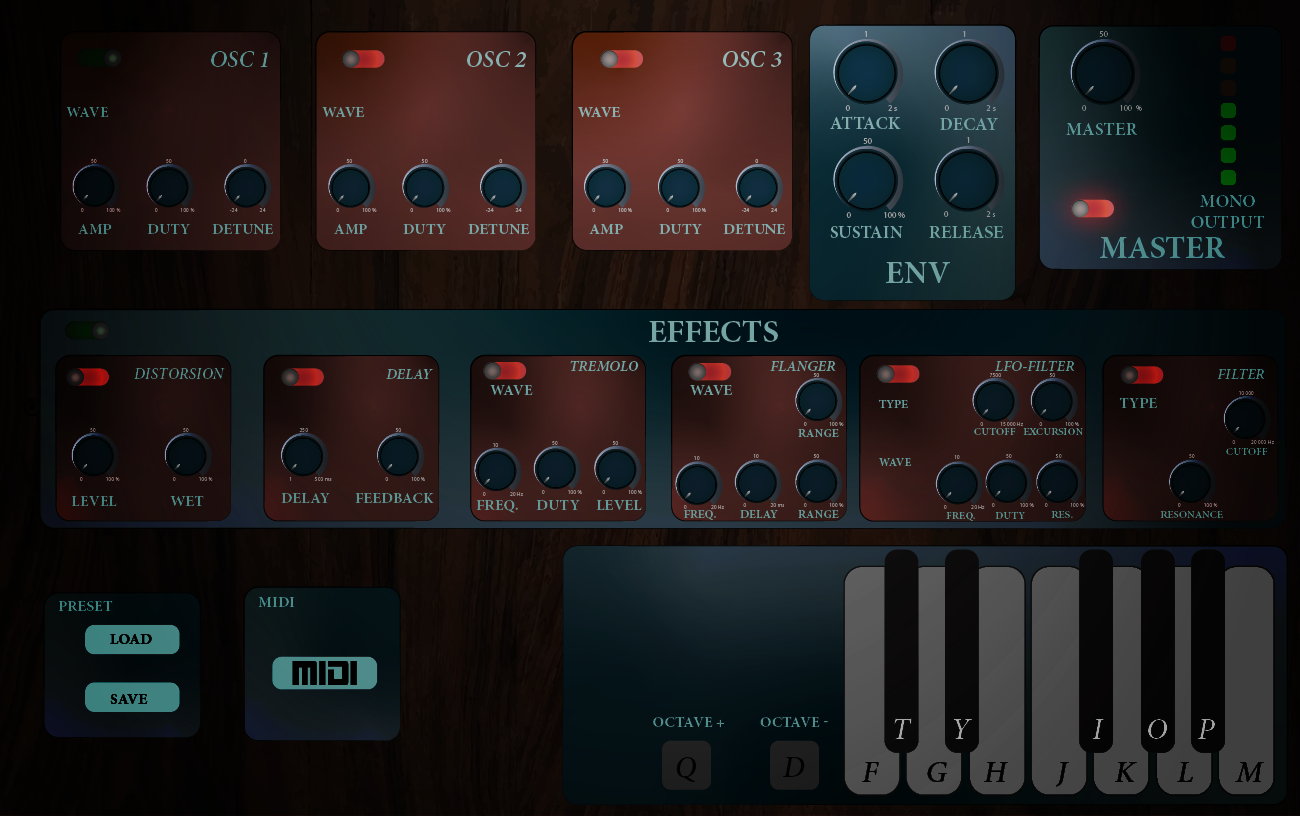 OSC 1
WAVE
50 50 0
0 100 % 0 100 % -24 24
AMP DUTY DETUNE
OSC 2
WAVE
50 50 0
0 100 % 0 100 % -24 24
AMP DUTY DETUNE
OSC 3
WAVE
50 50 0
0 100 % 0 100 % -24 24
AMP DUTY DETUNE
1 1
0 2 s 0 2 s
ATTACK DECAY
50 1
0 100 % 0 2 s
SUSTAIN RELEASE
ENV
50
0 100 %
MASTER
MONO
OUTPUT
MASTER
EFFECTS
DISTORSION
50 50
0 100 % 0 100 %
LEVEL WET
DELAY
250 50
1 500 ms 0 100 %
DELAY FEEDBACK
TREMOLO
WAVE
10 50 50
0 20 Hz 0 100 % 0 100 %
FREQ. DUTY LEVEL
FLANGER
WAVE
50
0 100 %
RANGE
10 50 50
0 20 Hz 0 20 ms 0 100 %
FREQ. DELAY RANGE
LFO-FILTER
TYPE
7500 50
0 15 000 Hz 0 100 %
CUTOFF EXCURSION
WAVE
10 50 50
0 20 Hz 0 100 % 0 100 %
FREQ. DUTY RES.
FILTER
TYPE
10 000
0 20 000 Hz
CUTOFF
50
0 100 %
RESONANCE
PRESET
LOAD
SAVE
MIDI
MIDI
OCTAVE + OCTAVE -
Q D
T Y I O P
F G H J K L M